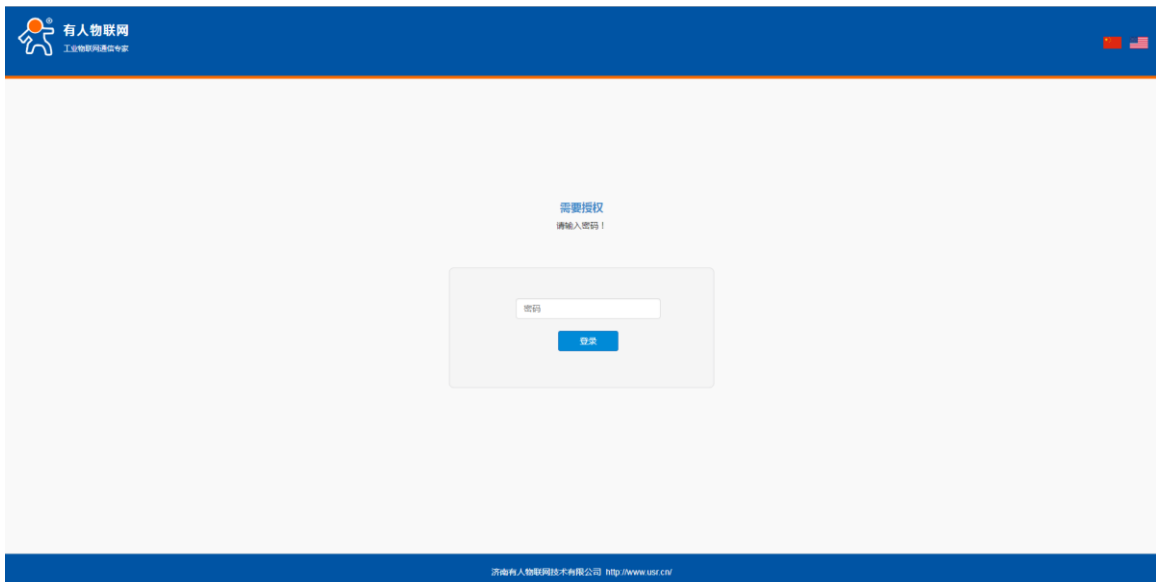 有人物联网
工业物联网通信专家
需要授权
请输入密码！
密码
登录
济南有人物联网技术有限公司 http://www.usr.cn/